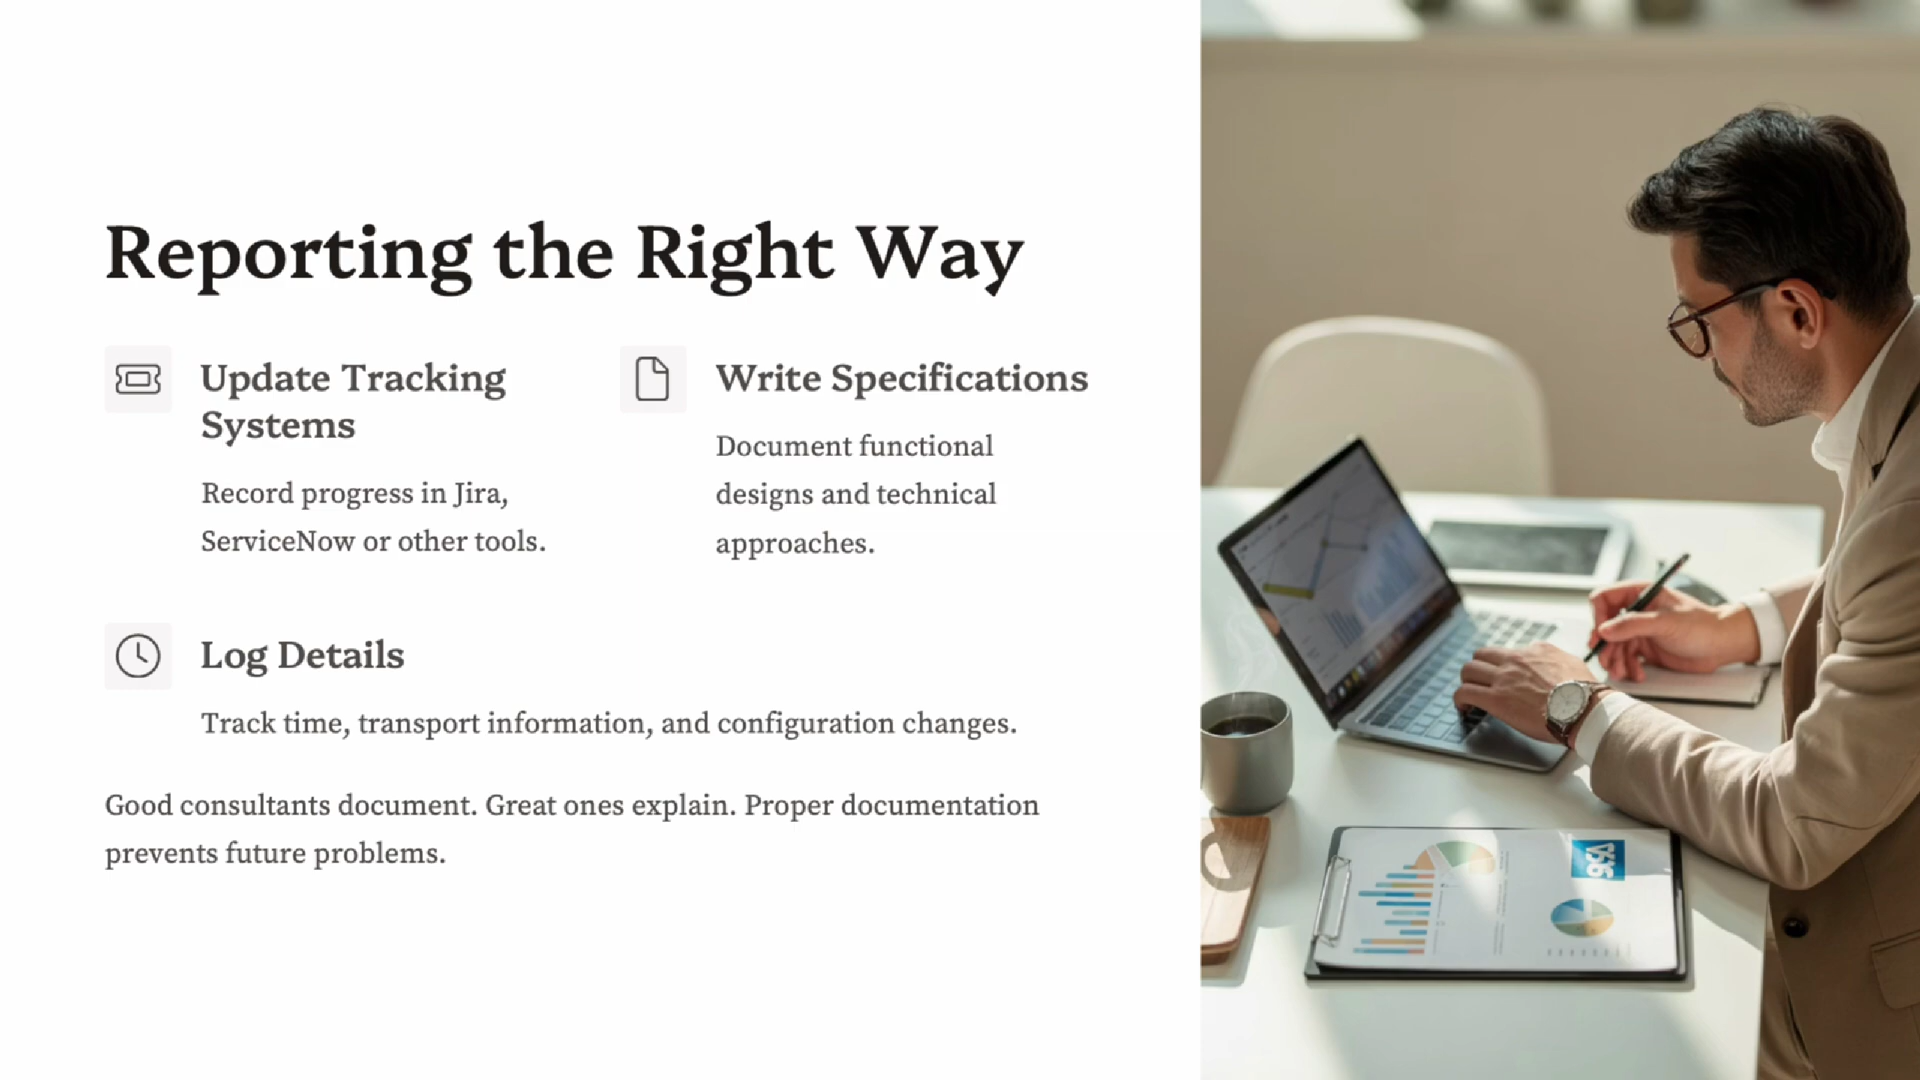 Reporting the Right Way
Update Tracking
Systems
Record progress in Jira,
ServiceNow or other tools.
Write Specifications
Document functional
designs and technical
approaches.
Log Details
Track time, transport information, and configuration changes.
Good consultants document. Great ones explain. Proper documentation
prevents future problems.